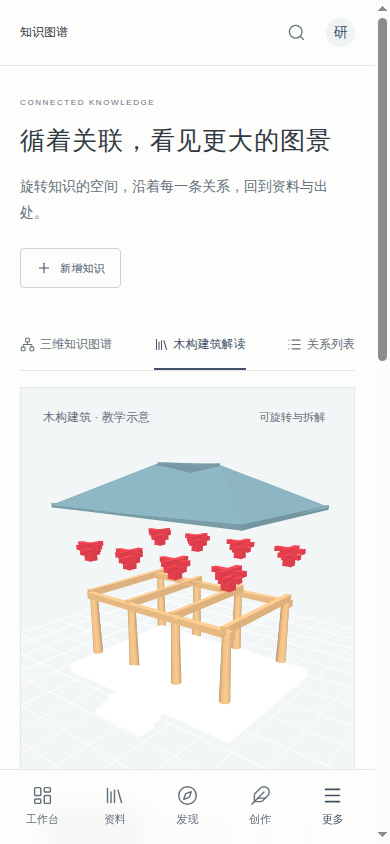 知识图谱
研
CONNECTED KNOWLEDGE
循着关联，看见更大的图景
旋转知识的空间，沿着每一条关系，回到资料与出
处。
新增知识
三维知识图谱
木构建筑解读
关系列表
木构建筑 · 教学示意
可旋转与拆解
工作台
资料
发现
创作
更多